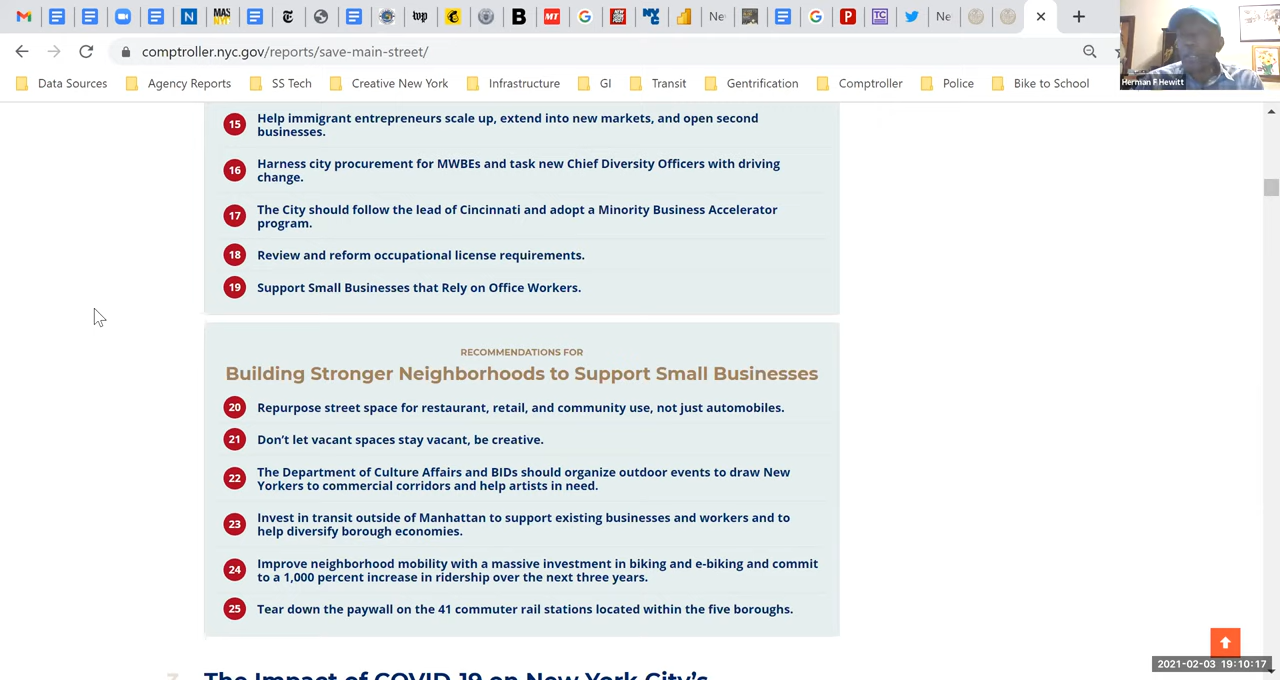 comptroller.nyc.gov/reports/save-main-street/
Data Sources
Agency Reports
SS Tech
Creative New York
Infrastructure
GI
Transit
Gentrification
Comptroller
Police
Bike to School
Herman F Hewitt
15 Help immigrant entrepreneurs scale up, extend into new markets, and open second
businesses.
16 Harness city procurement for MWBEs and task new Chief Diversity Officers with driving
change.
17 The City should follow the lead of Cincinnati and adopt a Minority Business Accelerator
program.
18 Review and reform occupational license requirements.
19 Support Small Businesses that Rely on Office Workers.
RECOMMENDATIONS FOR
Building Stronger Neighborhoods to Support Small Businesses
20 Repurpose street space for restaurant, retail, and community use, not just automobiles.
21 Don’t let vacant spaces stay vacant, be creative.
22 The Department of Culture Affairs and BIDs should organize outdoor events to draw New
Yorkers to commercial corridors and help artists in need.
23 Invest in transit outside of Manhattan to support existing businesses and workers and to
help diversify borough economies.
24 Improve neighborhood mobility with a massive investment in biking and e-biking and commit
to a 1,000 percent increase in ridership over the next three years.
25 Tear down the paywall on the 41 commuter rail stations located within the five boroughs.
The Impact of COVID-19 on New York City’s
2021-02-03 19:10:17